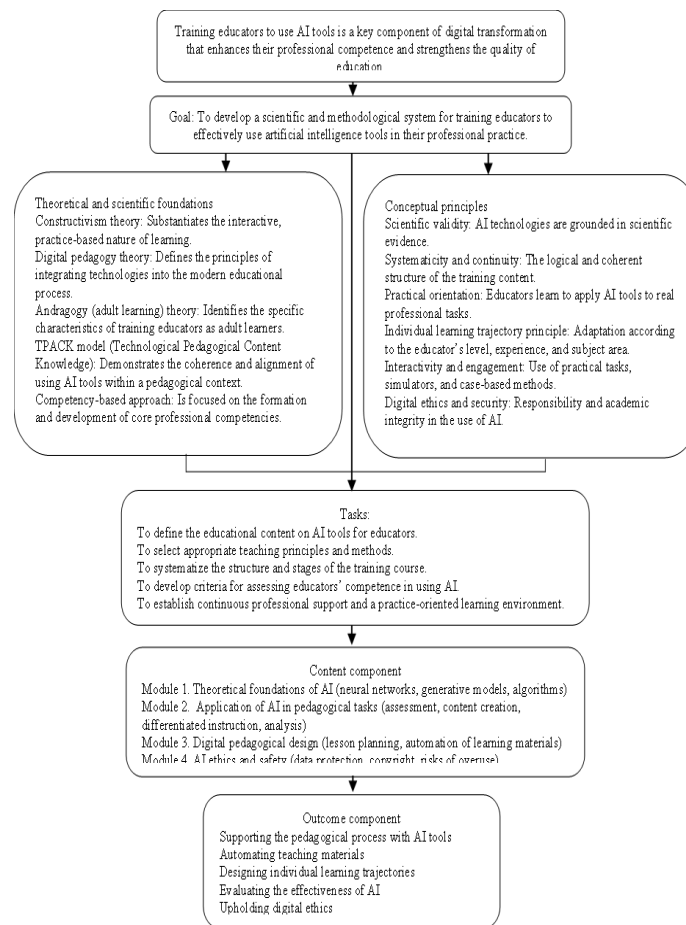 Training educators to use AI tools is a key component of digital transformation
that enhances their professional competence and strengthens the quality of
education
Goal: To develop a scientific and methodological system for training educators to
effectively use artificial intelligence tools in their professional practice.
Theoretical and scientific foundations
Constructivism theory: Substantiates the interactive,
practice-based nature of learning.
Digital pedagogy theory: Defines the principles of
integrating technologies into the modern educational
process.
Andragogy (adult learning) theory: Identifies the specific
characteristics of training educators as adult learners.
TPACK model (Technological Pedagogical Content
Knowledge): Demonstrates the coherence and alignment of
using AI tools within a pedagogical context.
Competency-based approach: Is focused on the formation
and development of core professional competencies.
Conceptual principles
Scientific validity: AI technologies are grounded in scientific
evidence.
Systematicity and continuity: The logical and coherent
structure of the training content.
Practical orientation: Educators learn to apply AI tools to real
professional tasks.
Individual learning trajectory principle: Adaptation according
to the educator's level, experience, and subject area.
Interactivity and engagement: Use of practical tasks,
simulators, and case-based methods.
Digital ethics and security: Responsibility and academic
integrity in the use of AI.
Tasks:
To define the educational content on AI tools for educators.
To select appropriate teaching principles and methods.
To systematize the structure and stages of the training course.
To develop criteria for assessing educators' competence in using AI.
To establish continuous professional support and a practice-oriented learning environment.
Content component
Module 1. Theoretical foundations of AI (neural networks, generative models, algorithms)
Module 2. Application of AI in pedagogical tasks (assessment, content creation,
differentiated instruction, analysis)
Module 3. Digital pedagogical design (lesson planning, automation of learning materials)
Module 4. AI ethics and safety (data protection, copyright, risks of overuse)
Outcome component
Supporting the pedagogical process with AI tools
Automating teaching materials
Designing individual learning trajectories
Evaluating the effectiveness of AI
Upholding digital ethics